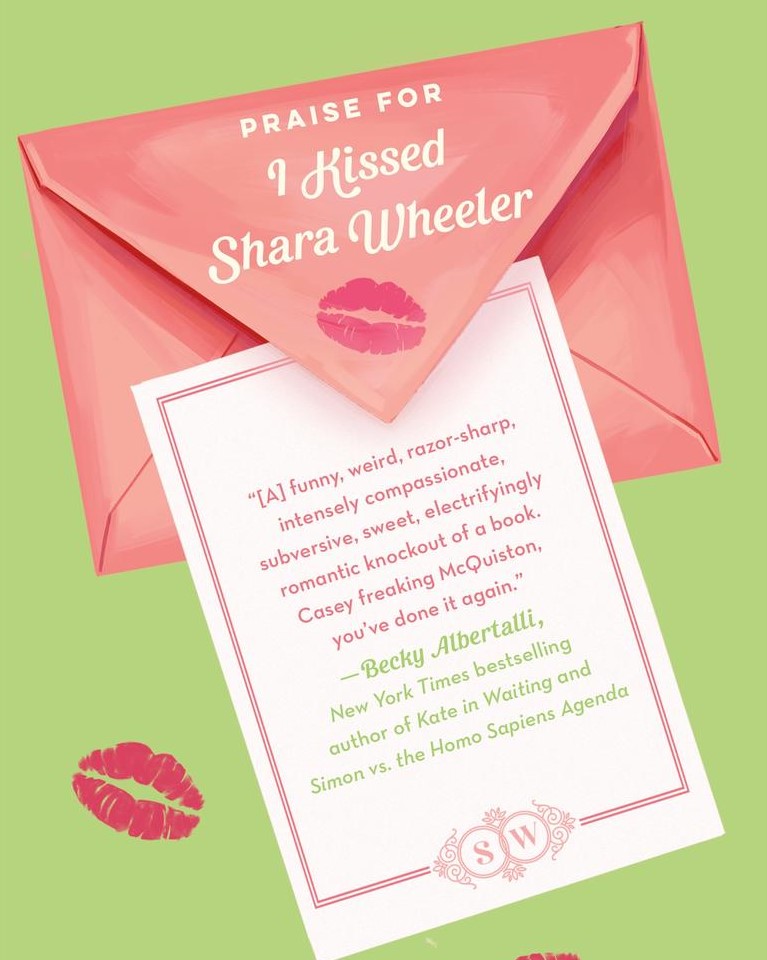 PRAISE FOR
I Kissed
Shara Wheeler
“[A] funny, weird, razor-sharp,
intensely compassionate,
subversive, sweet, electrifyingly
romantic knockout of a book.
Casey freaking McQuiston,
you’ve done it again.”
—Becky Albertalli,
New York Times bestselling
author of Kate in Waiting and
Simon vs. the Homo Sapiens Agenda
S W